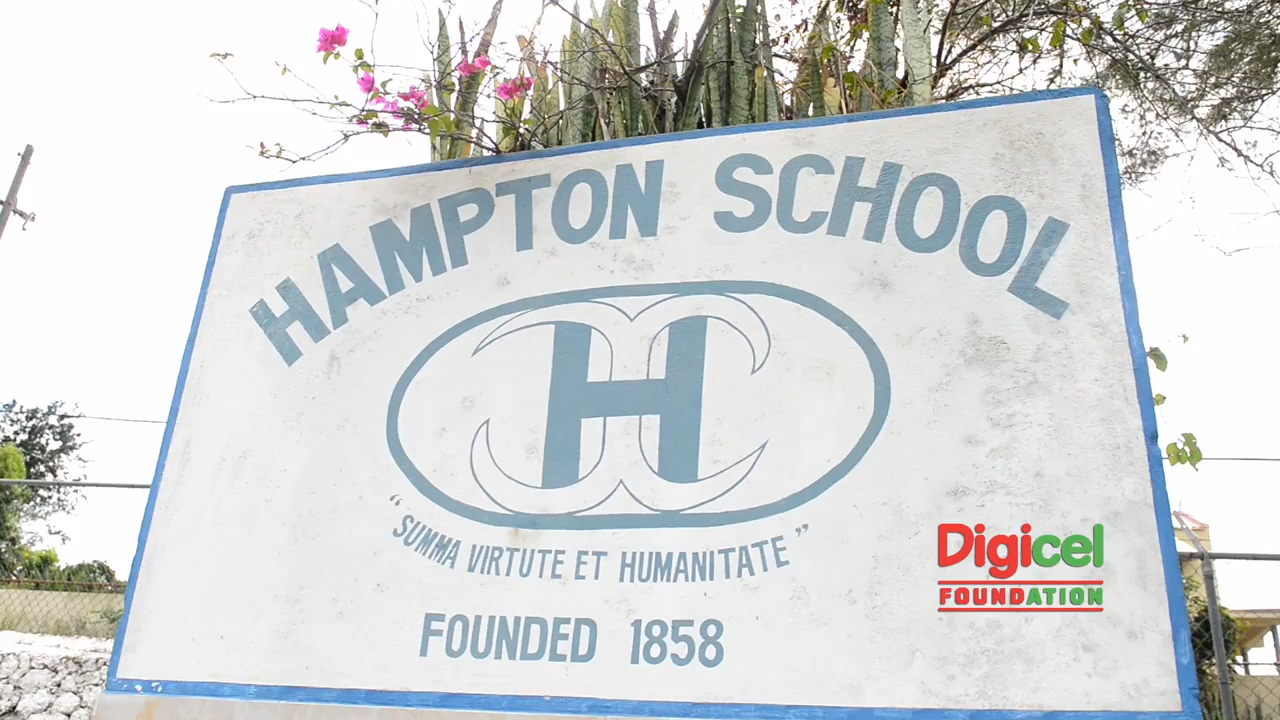 HAMPTON SCHOOL
H
"SUMMA VIRTUTE ET HUMANITATE"
FOUNDED 1858
Digicel
FOUNDATION